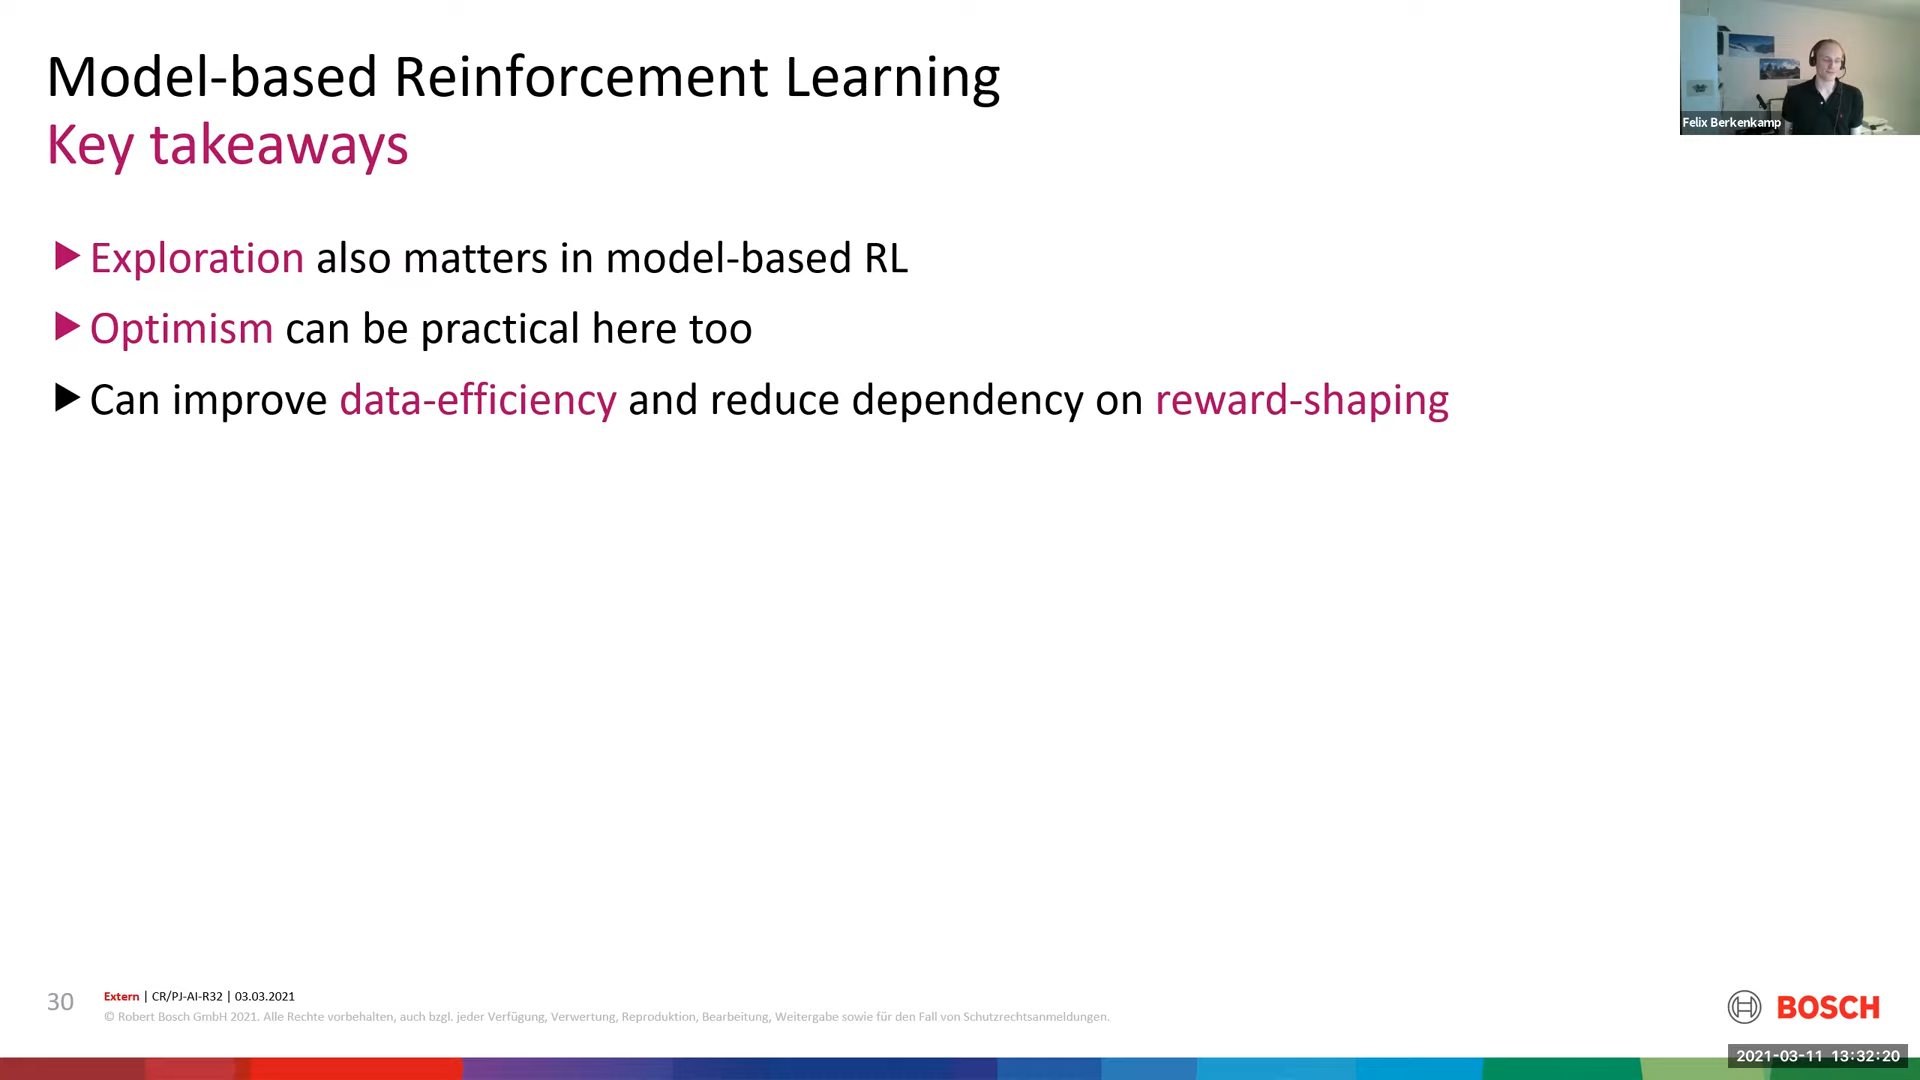 Model-based Reinforcement Learning
Key takeaways
Felix Berkenkamp
Exploration also matters in model-based RL
Optimism can be practical here too
Can improve data-efficiency and reduce dependency on reward-shaping
30
Extern | CR/PJ-AI-R32 | 03.03.2021
© Robert Bosch GmbH 2021. Alle Rechte vorbehalten, auch bzgl. jeder Verfügung, Verwertung, Reproduktion, Bearbeitung, Weitergabe sowie für den Fall von Schutzrechtsanmeldungen.
BOSCH
2021-03-11 13:32:20